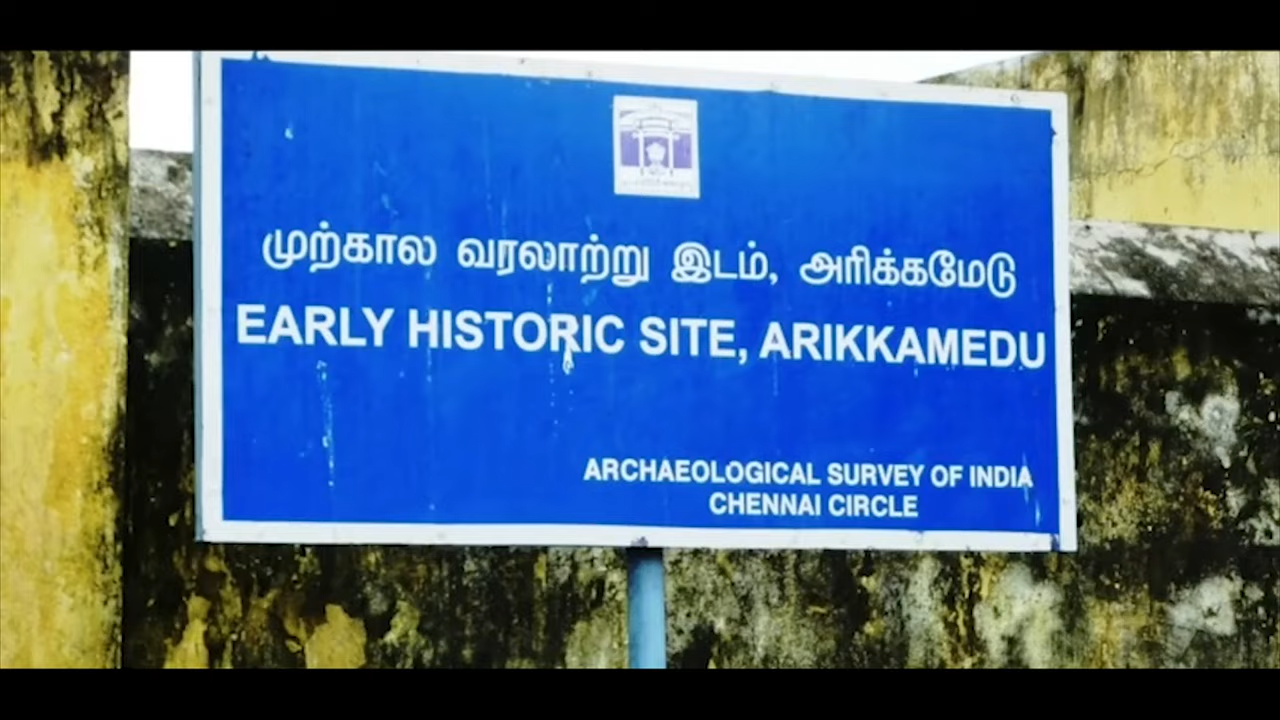 முற்கால வரலாற்று இடம், அரிக்கமேடு
EARLY HISTORIC SITE, ARIKKAMEDU
ARCHAEOLOGICAL SURVEY OF INDIA
CHENNAI CIRCLE